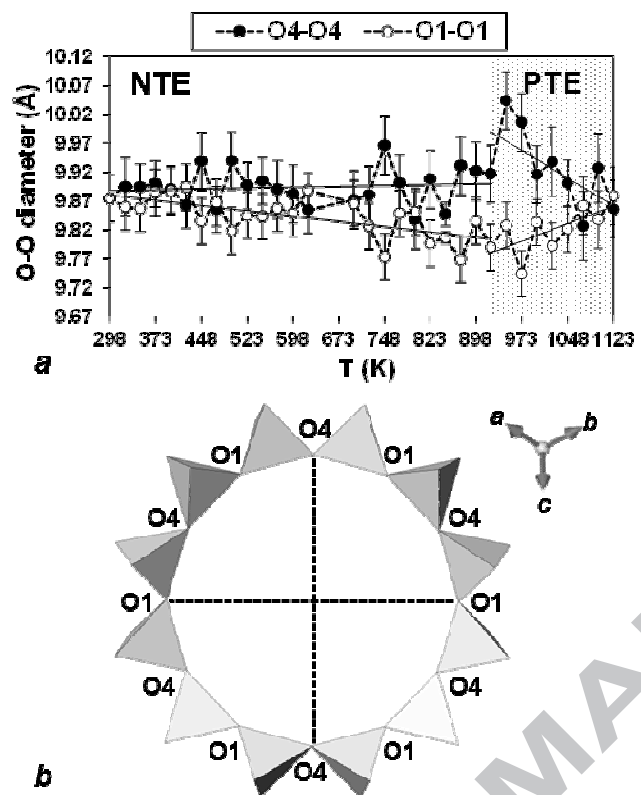 O4-O4 O1-O1
NTE PTE
O-O diameter (Å)
10.12
10.07
10.02
9.97
9.92
9.87
9.82
9.77
9.72
9.67
298 373 448 523 598 673 748 823 898 973 1048 1123
T (K)
a
O4
O1 O1
a b
c
O4 O4
O1 O1
O4 O4
O1 O1
O4
b
MA